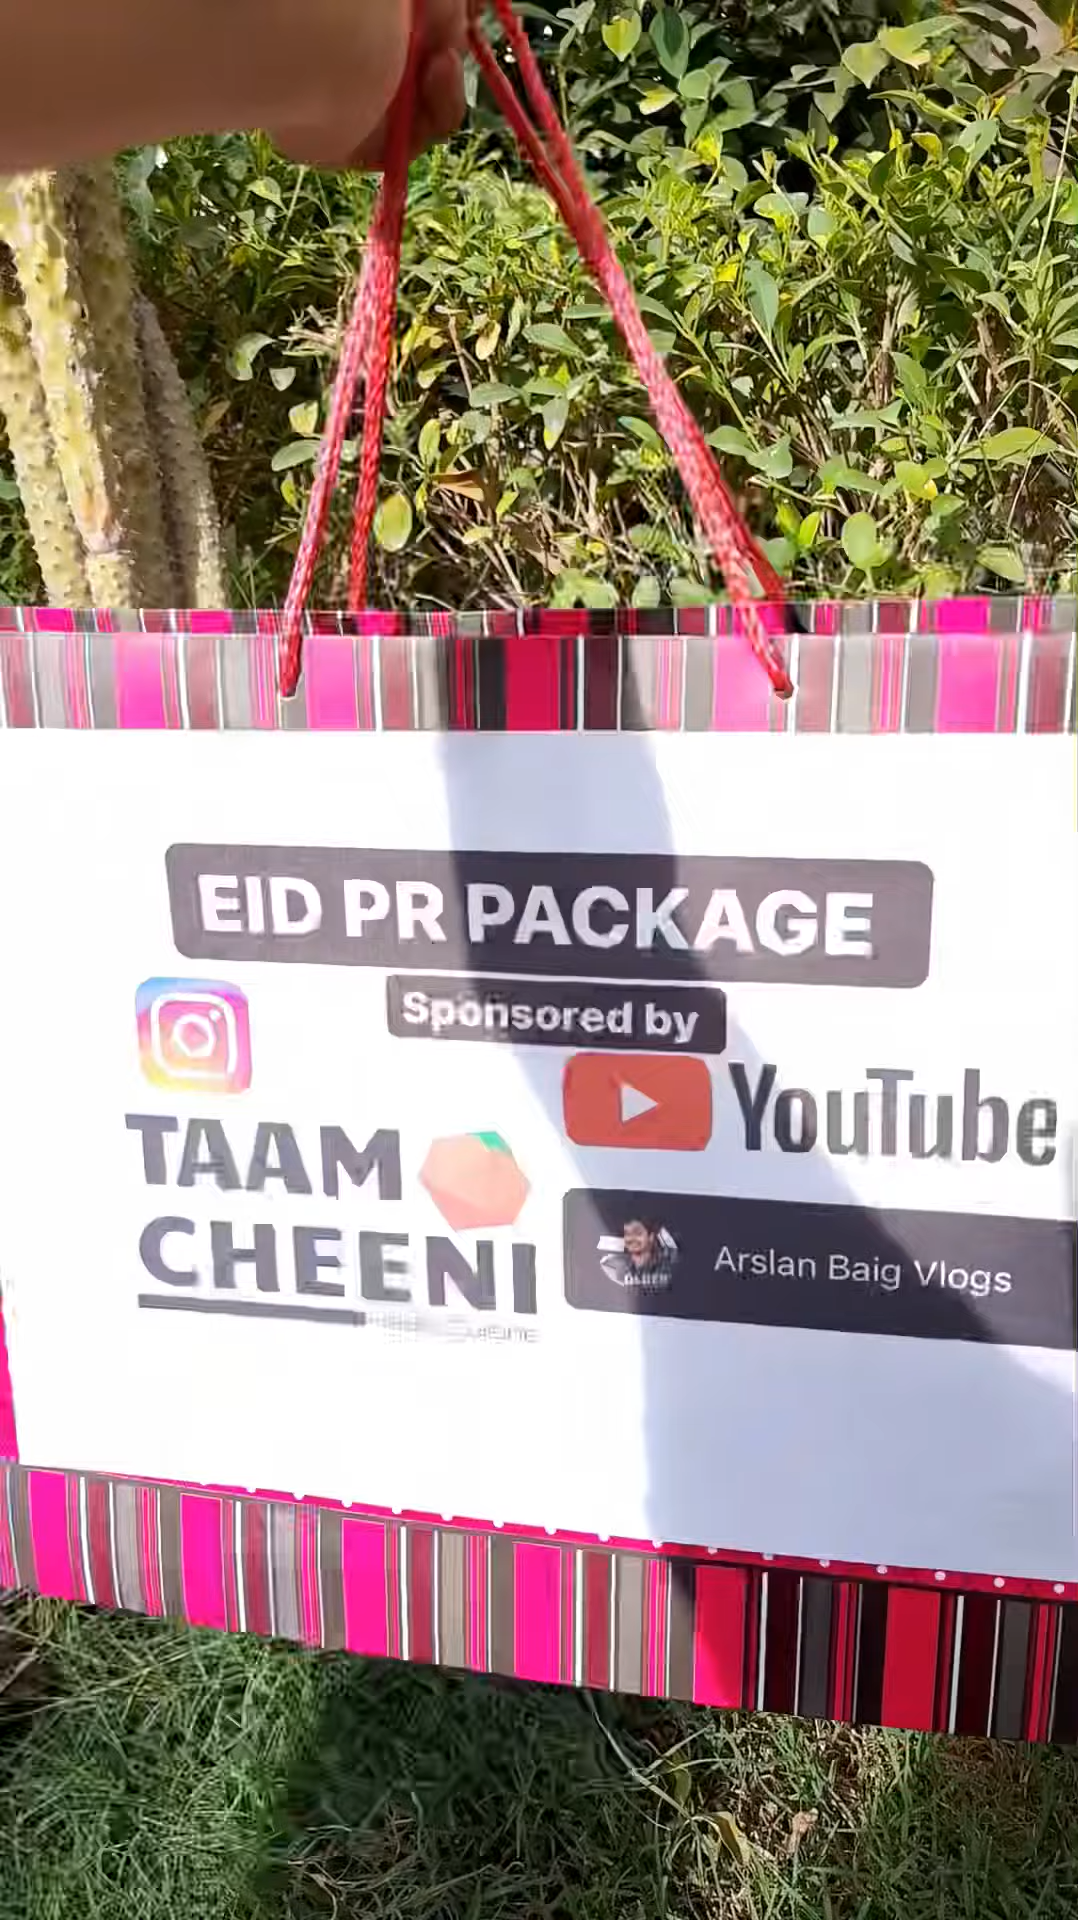 EID PR PACKAGE
Sponsored by
YouTube
TAAM
CHEENI
Arslan Baig Vlogs